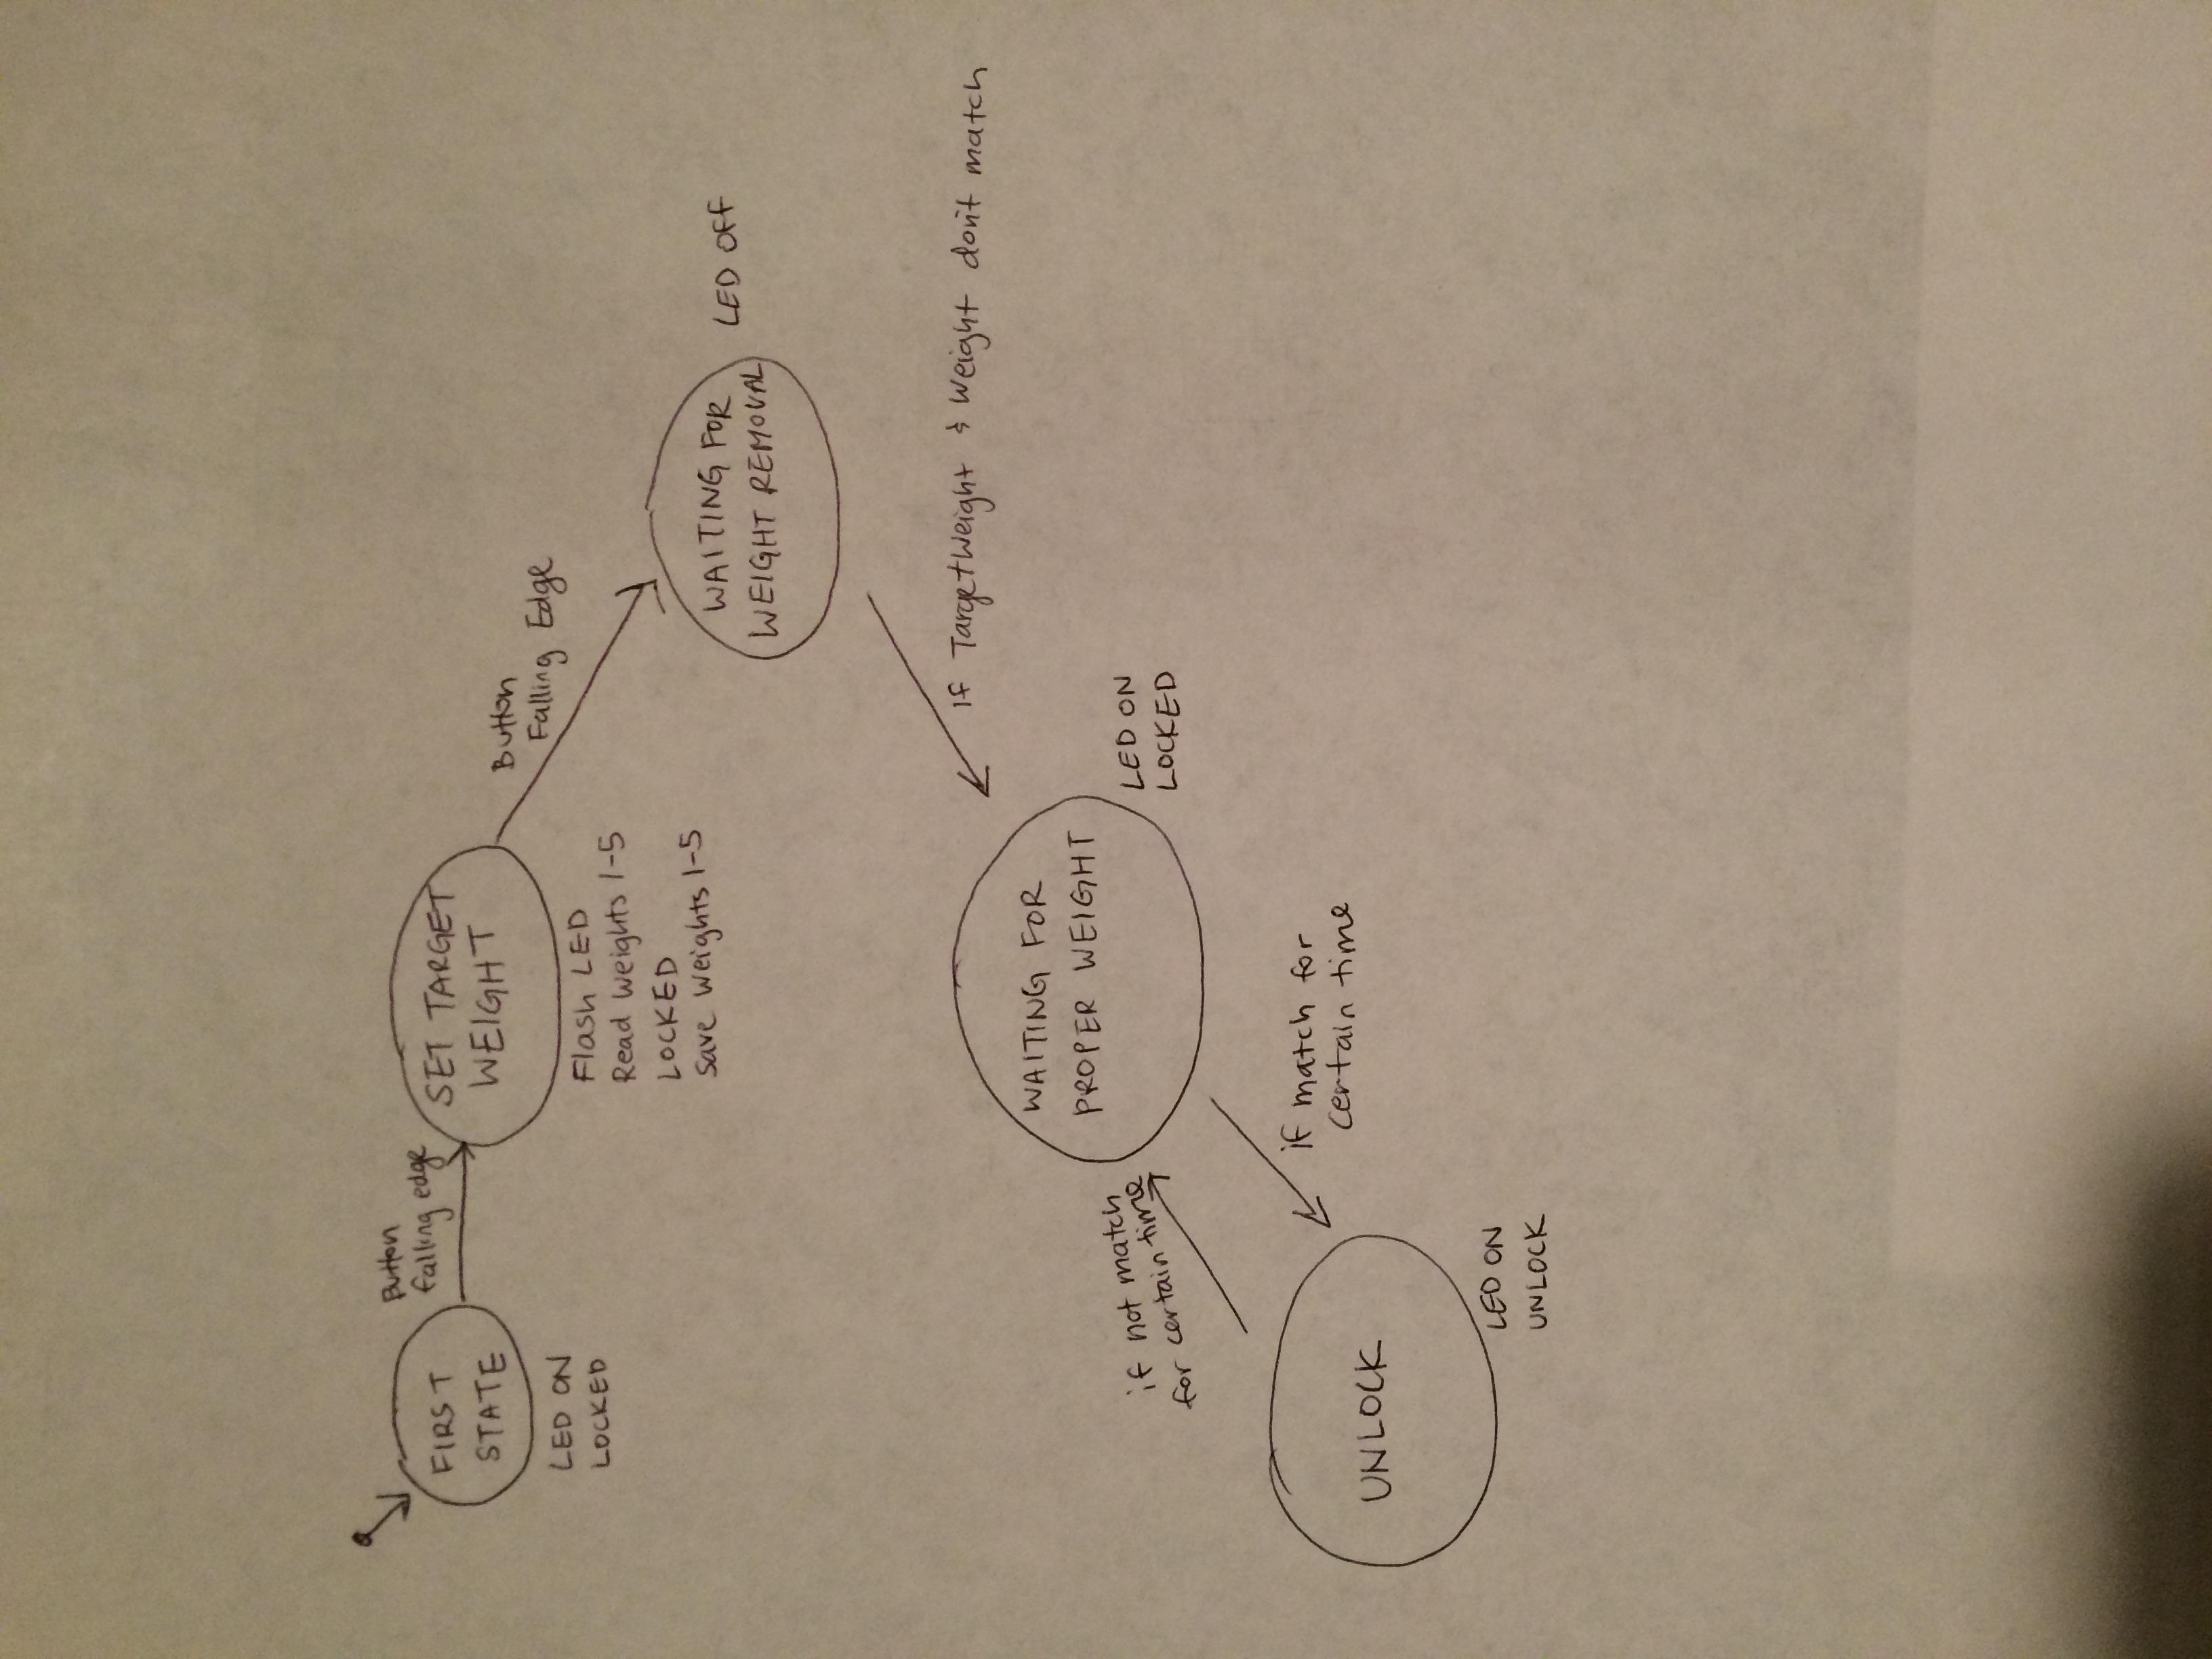 FIRST
STATE
LED ON
LOCKED
Button
falling edge
SET TARGET
WEIGHT
Flash LED
Read weights 1-5
LOCKED
Save weights 1-5
Button
Falling Edge
WAITING FOR
WEIGHT REMOVAL
LED OFF
If TargetWeight & Weight don't match
WAITING FOR
PROPER WEIGHT
LED ON
LOCKED
if not match
for certain time
if match for
certain time
UNLOCK
LED ON
UNLOCK